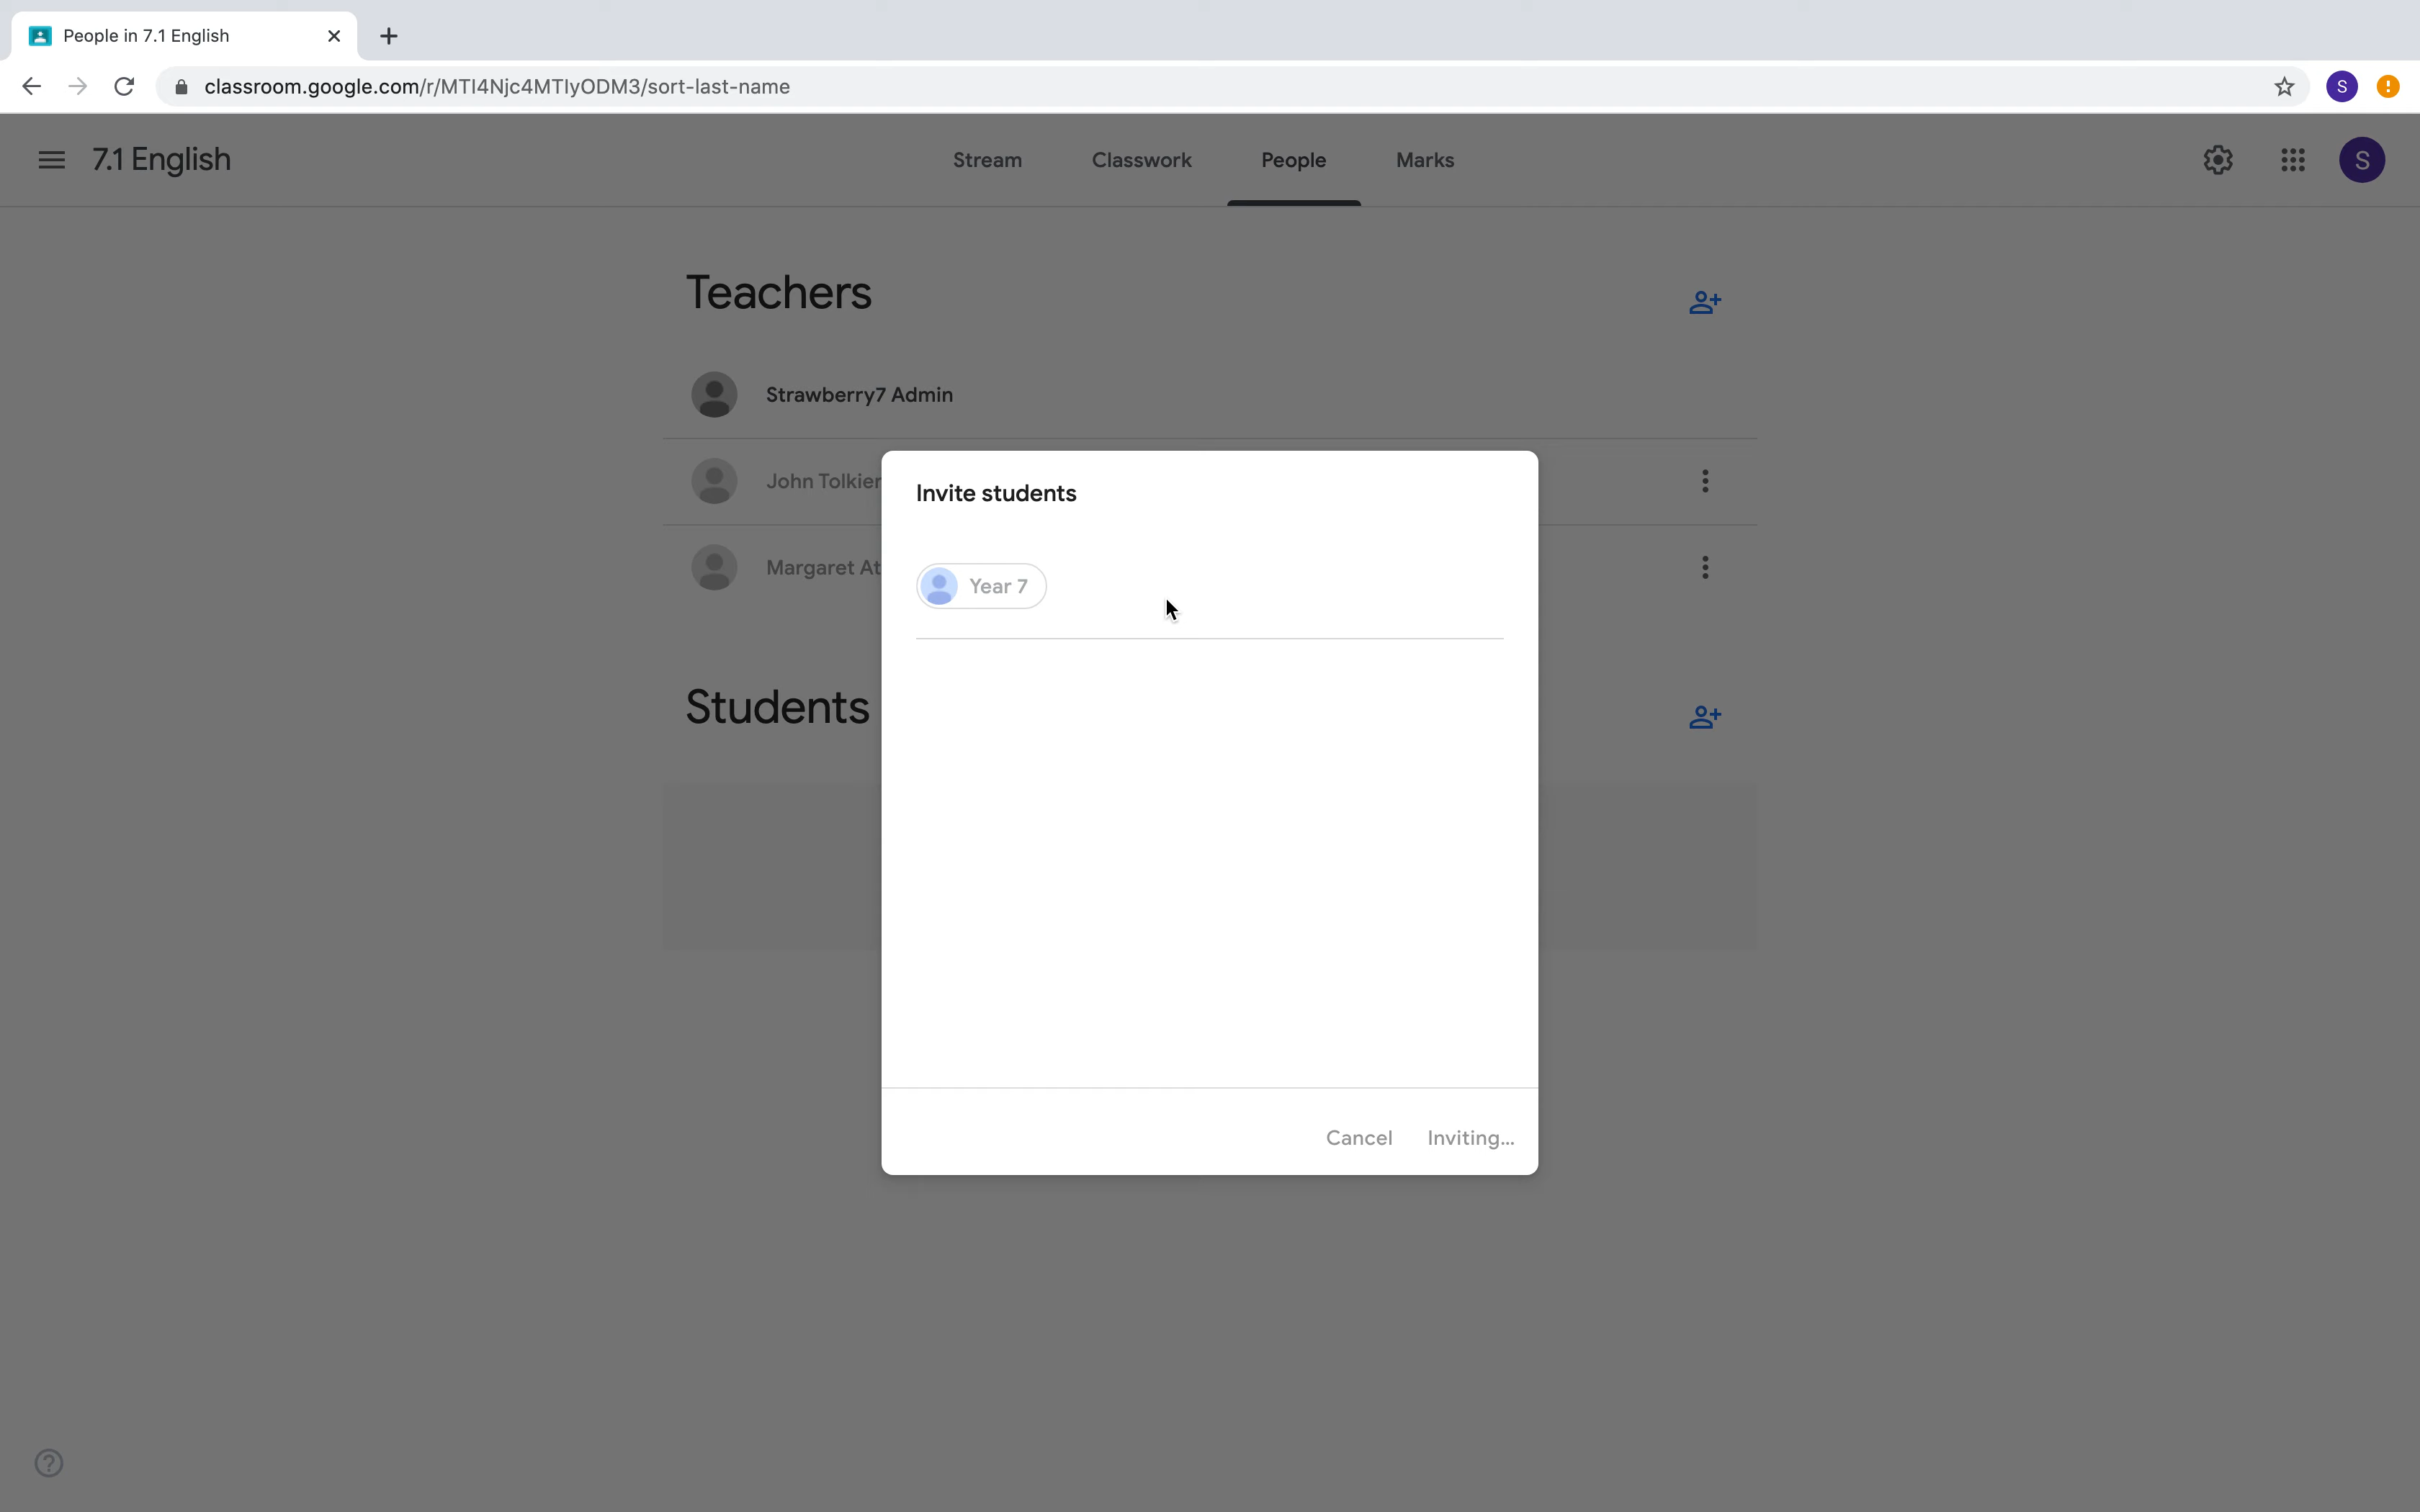 People in 7.1 English
classroom.google.com/r/MTI4Njc4MTIyODM3/sort-last-name
S
7.1 English
Stream
Classwork
People
Marks
S
Teachers
Strawberry7 Admin
John Tolkien
Margaret At
Invite students
Year 7
Students
Cancel
Inviting...